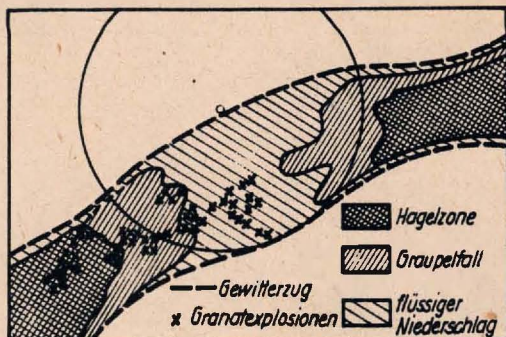 Hagelzone
Graupelfall
Gewitterzug
x Granatexplosionen
flüssiger
Niederschlag